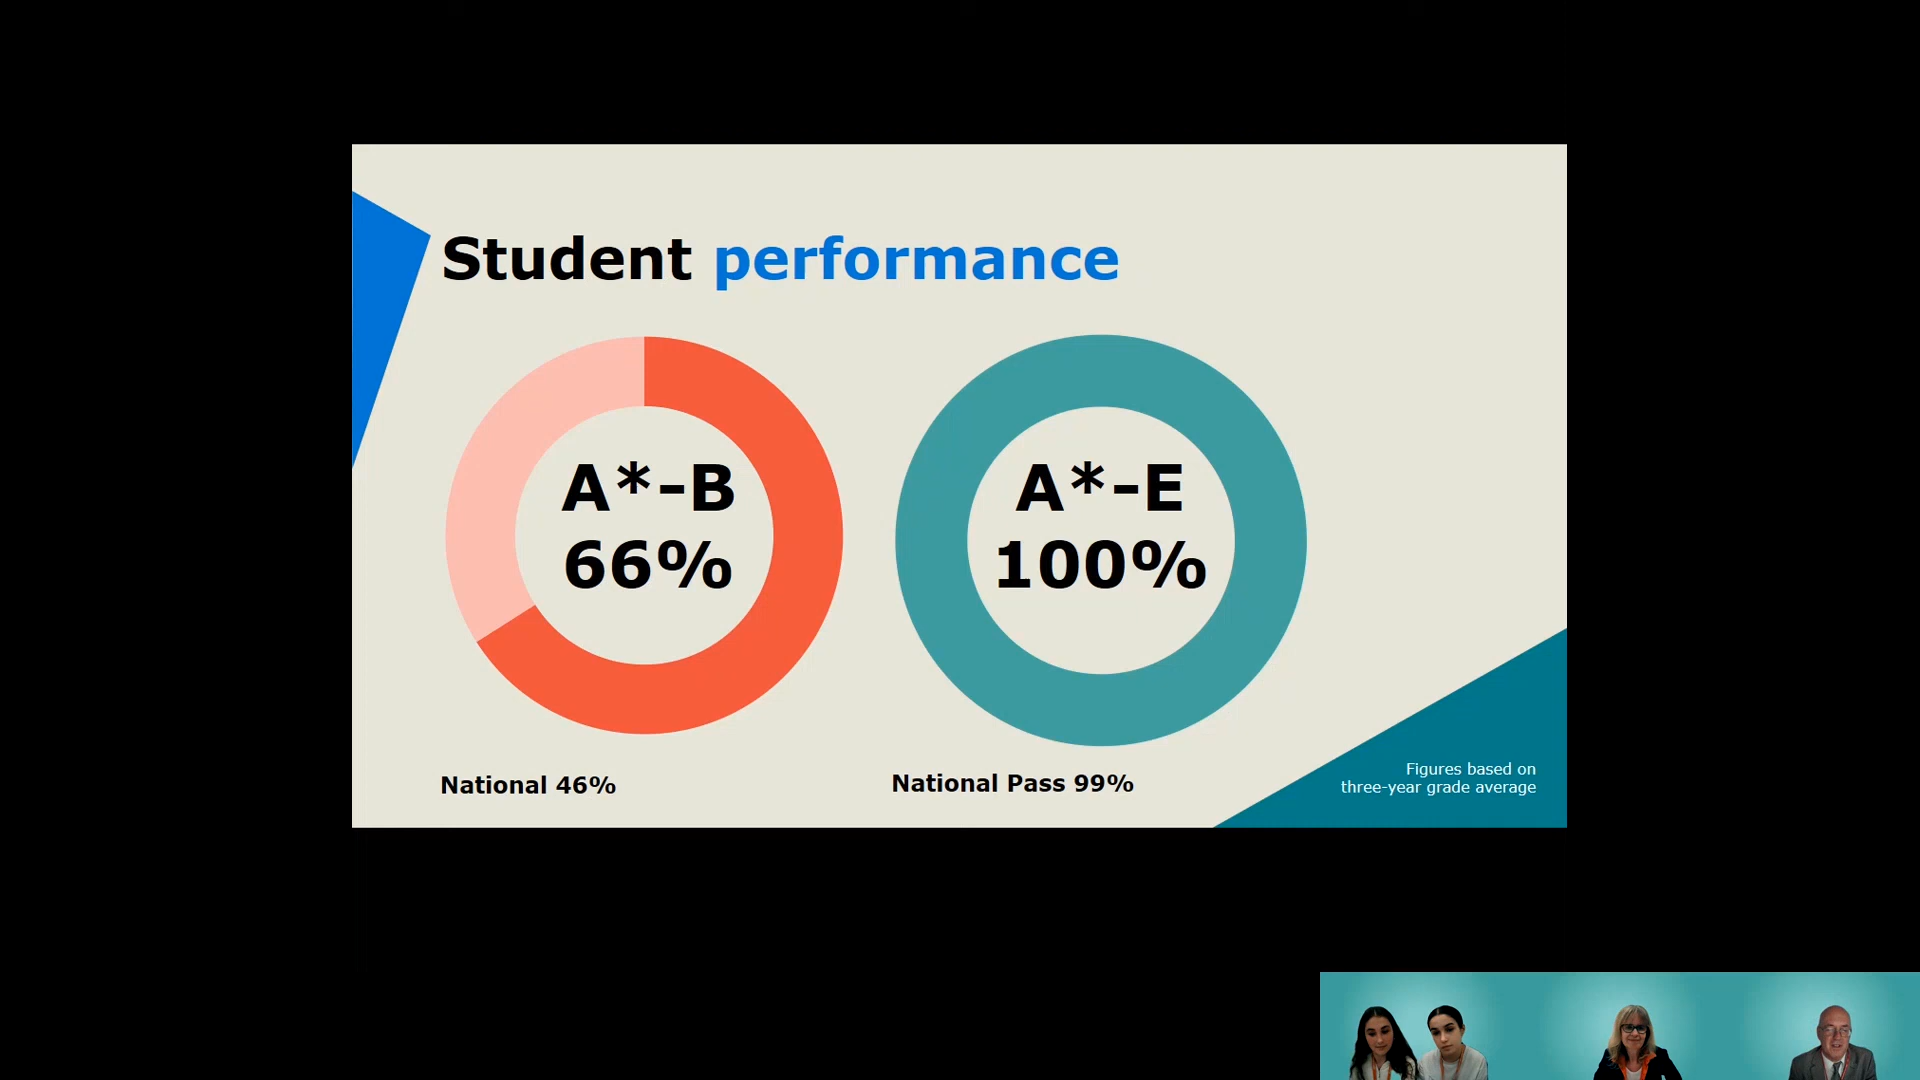 Student performance
A*-B
66%
A*-E
100%
National 46%
National Pass 99%
Figures based on
three-year grade average